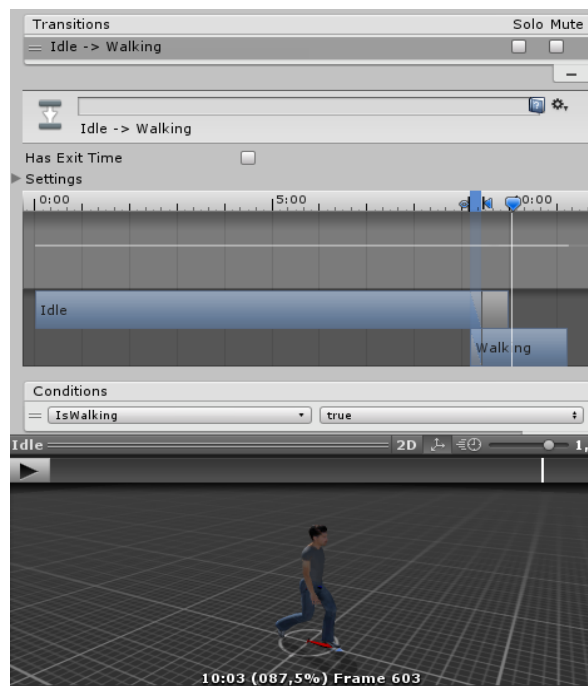 Transitions Solo Mute
Idle -> Walking
Idle -> Walking
Has Exit Time
Settings
0:00 5:00 0:00
Idle
Walking
Conditions
IsWalking true
Idle 2D 1,
10:03 (087,5%) Frame 603